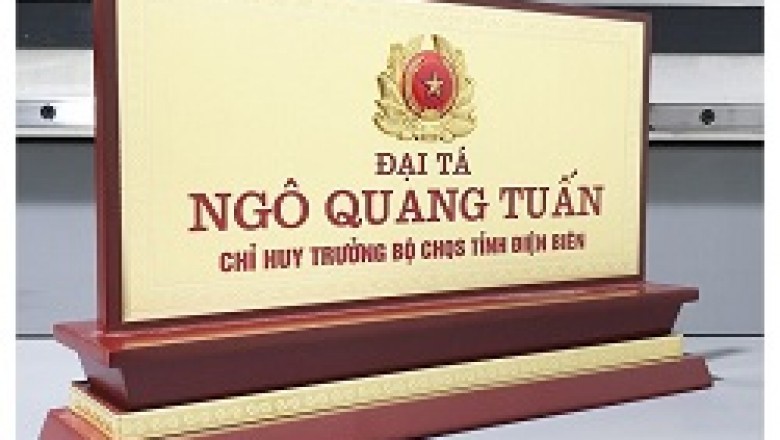 ĐẠI TÁ
NGÔ QUANG TUẤN
CHỈ HUY TRƯỞNG BỘ CHQS TỈNH ĐIỆN BIÊN